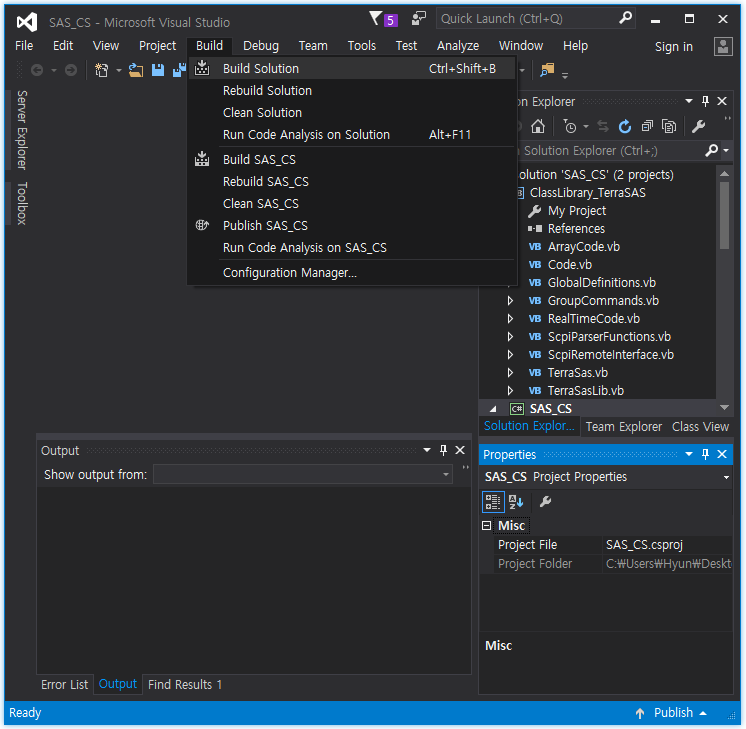 SAS_CS - Microsoft Visual Studio
5
Quick Launch (Ctrl+Q)
File Edit View Project Build Debug Team Tools Test Analyze Window Help Sign in
Build Solution Ctrl+Shift+B
Rebuild Solution
Clean Solution
Run Code Analysis on Solution Alt+F11
Build SAS_CS
Rebuild SAS_CS
Clean SAS_CS
Publish SAS_CS
Run Code Analysis on SAS_CS
Configuration Manager...
Server Explorer
Toolbox
n Explorer
Solution Explorer (Ctrl+;)
olution 'SAS_CS' (2 projects)
ClassLibrary_TerraSAS
My Project
References
VB ArrayCode.vb
VB Code.vb
VB GlobalDefinitions.vb
VB GroupCommands.vb
VB RealTimeCode.vb
VB ScpiParserFunctions.vb
VB ScpiRemoteInterface.vb
VB TerraSas.vb
VB TerraSasLib.vb
C# SAS_CS
Solution Explor... Team Explorer Class View
Output
Show output from:
Error List Output Find Results 1
Properties
SAS_CS Project Properties
Misc
Project File SAS_CS.csproj
Project Folder C:₩Users₩Hyun₩Deskt
Misc
Ready
Publish